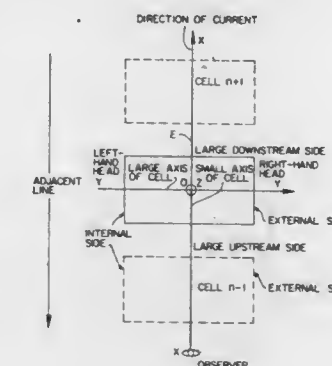 DIRECTION OF CURRENT
X
CELL n+1
E
LARGE DOWNSTREAM SIDE
LEFT-
HAND
HEAD
Y
LARGE AXIS
OF CELL
SMALL AXIS
OF CELL
O
Z
RIGHT-HAND
HEAD
Y
ADJACENT
LINE
INTERNAL
SIDE
EXTERNAL S
LARGE UPSTREAM SIDE
CELL n-1
EXTERNAL S
X
OBSERVER